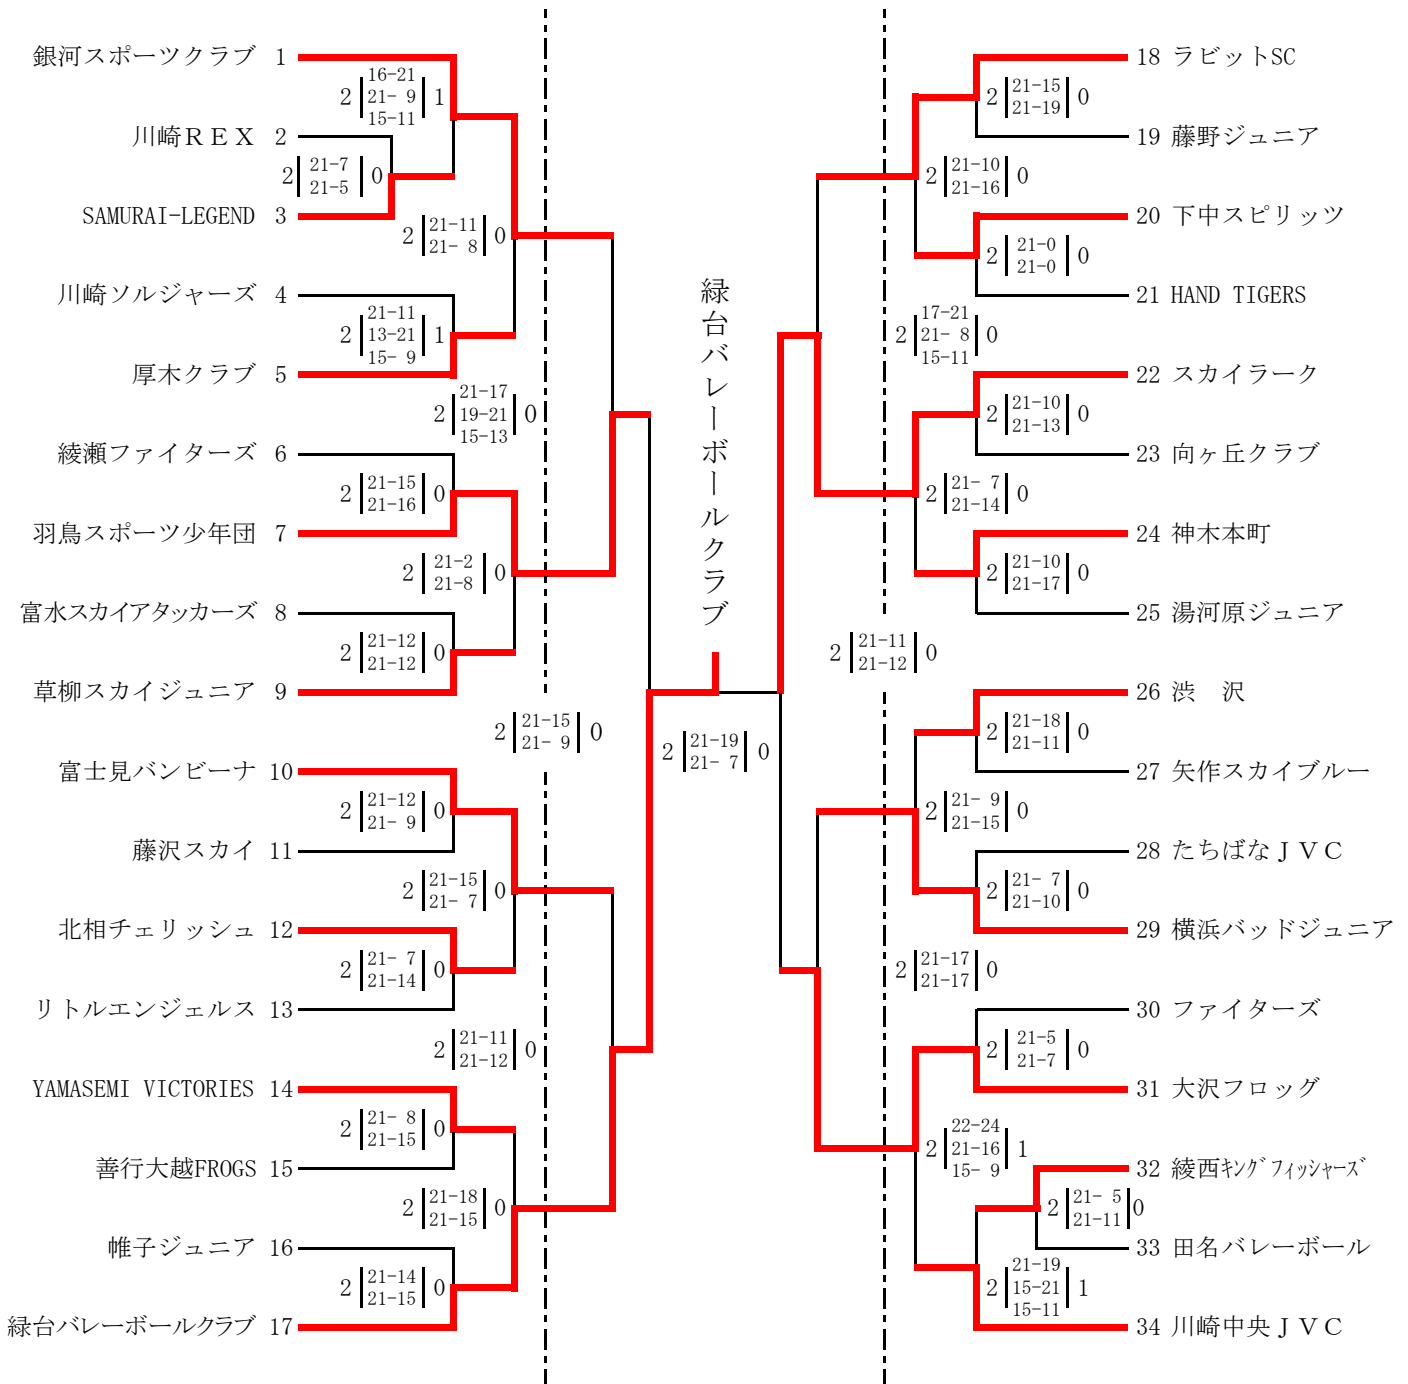 銀河スポーツクラブ 1
16-21
2 21- 9 1
15-11
川崎ＲＥＸ 2
2 21-7 0
21-5
SAMURAI-LEGEND 3
2 21-11 0
21- 8
川崎ソルジャーズ 4
21-11
2 13-21 1
15- 9
厚木クラブ 5
21-17
2 19-21 0
15-13
綾瀬ファイターズ 6
2 21-15 0
21-16
羽鳥スポーツ少年団 7
2 21-2 0
21-8
富水スカイアタッカーズ 8
2 21-12 0
21-12
草柳スカイジュニア 9
2 21-15 0
21- 9
富士見バンビーナ 10
2 21-12 0
21- 9
藤沢スカイ 11
2 21-15 0
21- 7
北相チェリッシュ 12
2 21- 7 0
21-14
リトルエンジェルス 13
2 21-11 0
21-12
YAMASEMI VICTORIES 14
2 21- 8 0
21-15
善行大越FROGS 15
2 21-18 0
21-15
帷子ジュニア 16
2 21-14 0
21-15
緑台バレーボールクラブ 17
緑台バレーボールクラブ
2 21-19 0
21- 7
18 ラビットSC
2 21-15 0
21-19
19 藤野ジュニア
2 21-10 0
21-16
20 下中スピリッツ
2 21-0 0
21-0
21 HAND TIGERS
17-21
2 21- 8 0
15-11
22 スカイラーク
2 21-10 0
21-13
23 向ヶ丘クラブ
2 21- 7 0
21-14
24 神木本町
2 21-10 0
21-17
25 湯河原ジュニア
2 21-11 0
21-12
26 渋　沢
2 21-18 0
21-11
27 矢作スカイブルー
2 21- 9 0
21-15
28 たちばなＪＶＣ
2 21- 7 0
21-10
29 横浜バッドジュニア
2 21-17 0
21-17
30 ファイターズ
2 21-5 0
21-7
31 大沢フロッグ
22-24
2 21-16 1
15- 9
32 綾西ｷﾝｸﾞﾌｨｯｼｬｰｽﾞ
2 21- 5 0
21-11
33 田名バレーボール
21-19
2 15-21 1
15-11
34 川崎中央ＪＶＣ